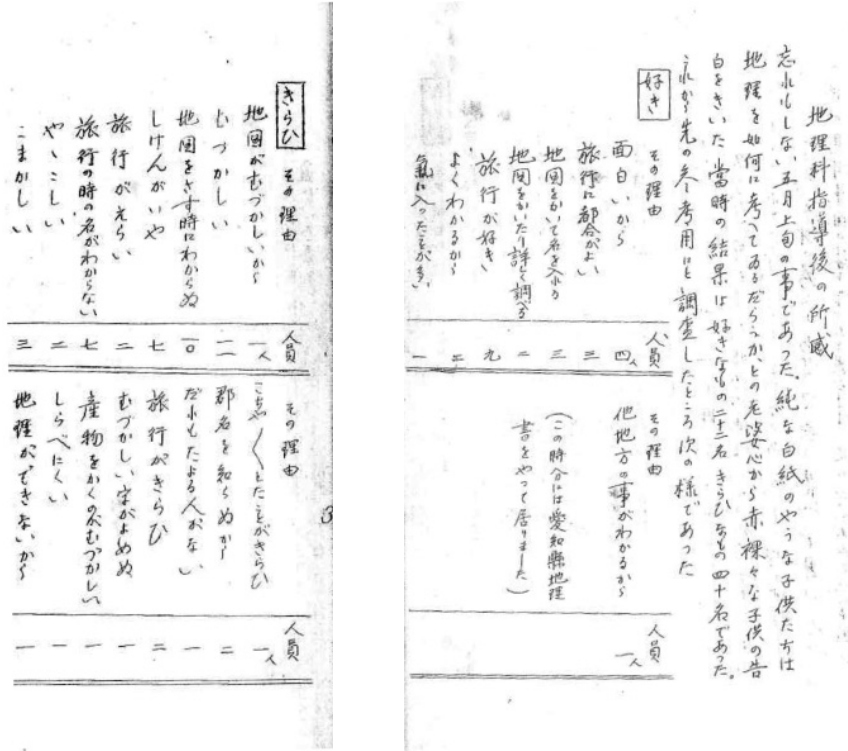 地理科指導後の所感
忘れもしない五月上旬の事であった。純な白紙のやうな子供たちは
地理を如何に考へてゐるだらうか、との老婆心から赤裸々な子供の告
白をきいた當時の結果は好きなもの二十二名きらひなもの四十名であった。
これから先の参考用にと調査したところ次の様であった
好き その理由 人員 その理由 人員
面白いから 四人 他地方の事がわかるから 一人
旅行に都合がよい 三
地図をかいて名を入れる 三 (この時分には愛知縣地理
地図をかいたり詳しく調べる 二 書をやって居りました)
旅行が好き 九
よくわかるから 二
氣に入ったことが多い 一
きらひ その理由 人員 その理由 人員
地図がむづかしいから 一人 こちゃ〱したことがきらひ 一人
むづかしい 一一 郡名を知らぬから 二
地図をさす時にわからぬ 一〇 だれもたよる人がない 一
しけんがいや 七 旅行がきらひ 二
旅行がえらい 二 むづかしい字がよめぬ 一
旅行の時の名がわからない 七 産物をかくのがむづかしい 一
やゝこしい 二 しらべにくい 一
こまかしい 三 地理ができないから 一
3